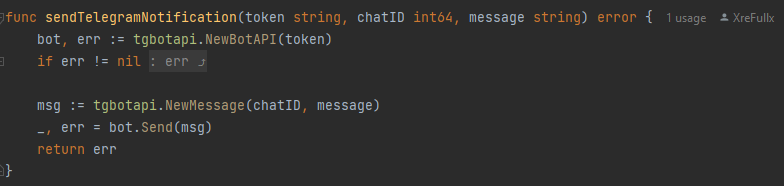 func sendTelegramNotification(token string, chatID int64, message string) error { 1 usage XreFullx
bot, err := tgbotapi.NewBotAPI(token)
if err != nil : err ⤴
msg := tgbotapi.NewMessage(chatID, message)
_, err = bot.Send(msg)
return err
}